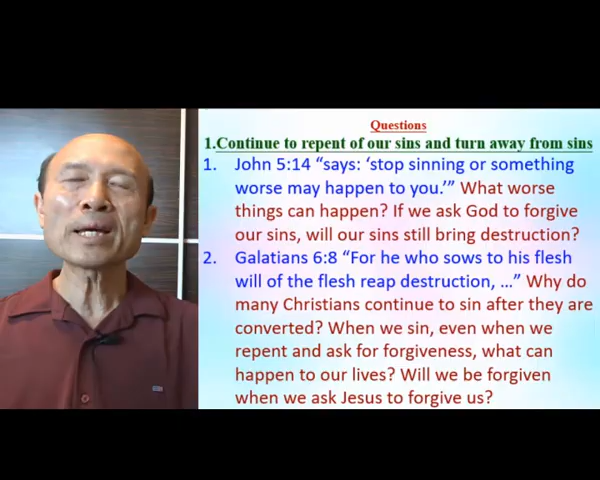 Questions
1.Continue to repent of our sins and turn away from sins
1. John 5:14 “says: ‘stop sinning or something
worse may happen to you.’” What worse
things can happen? If we ask God to forgive
our sins, will our sins still bring destruction?
2. Galatians 6:8 “For he who sows to his flesh
will of the flesh reap destruction, …” Why do
many Christians continue to sin after they are
converted? When we sin, even when we
repent and ask for forgiveness, what can
happen to our lives? Will we be forgiven
when we ask Jesus to forgive us?